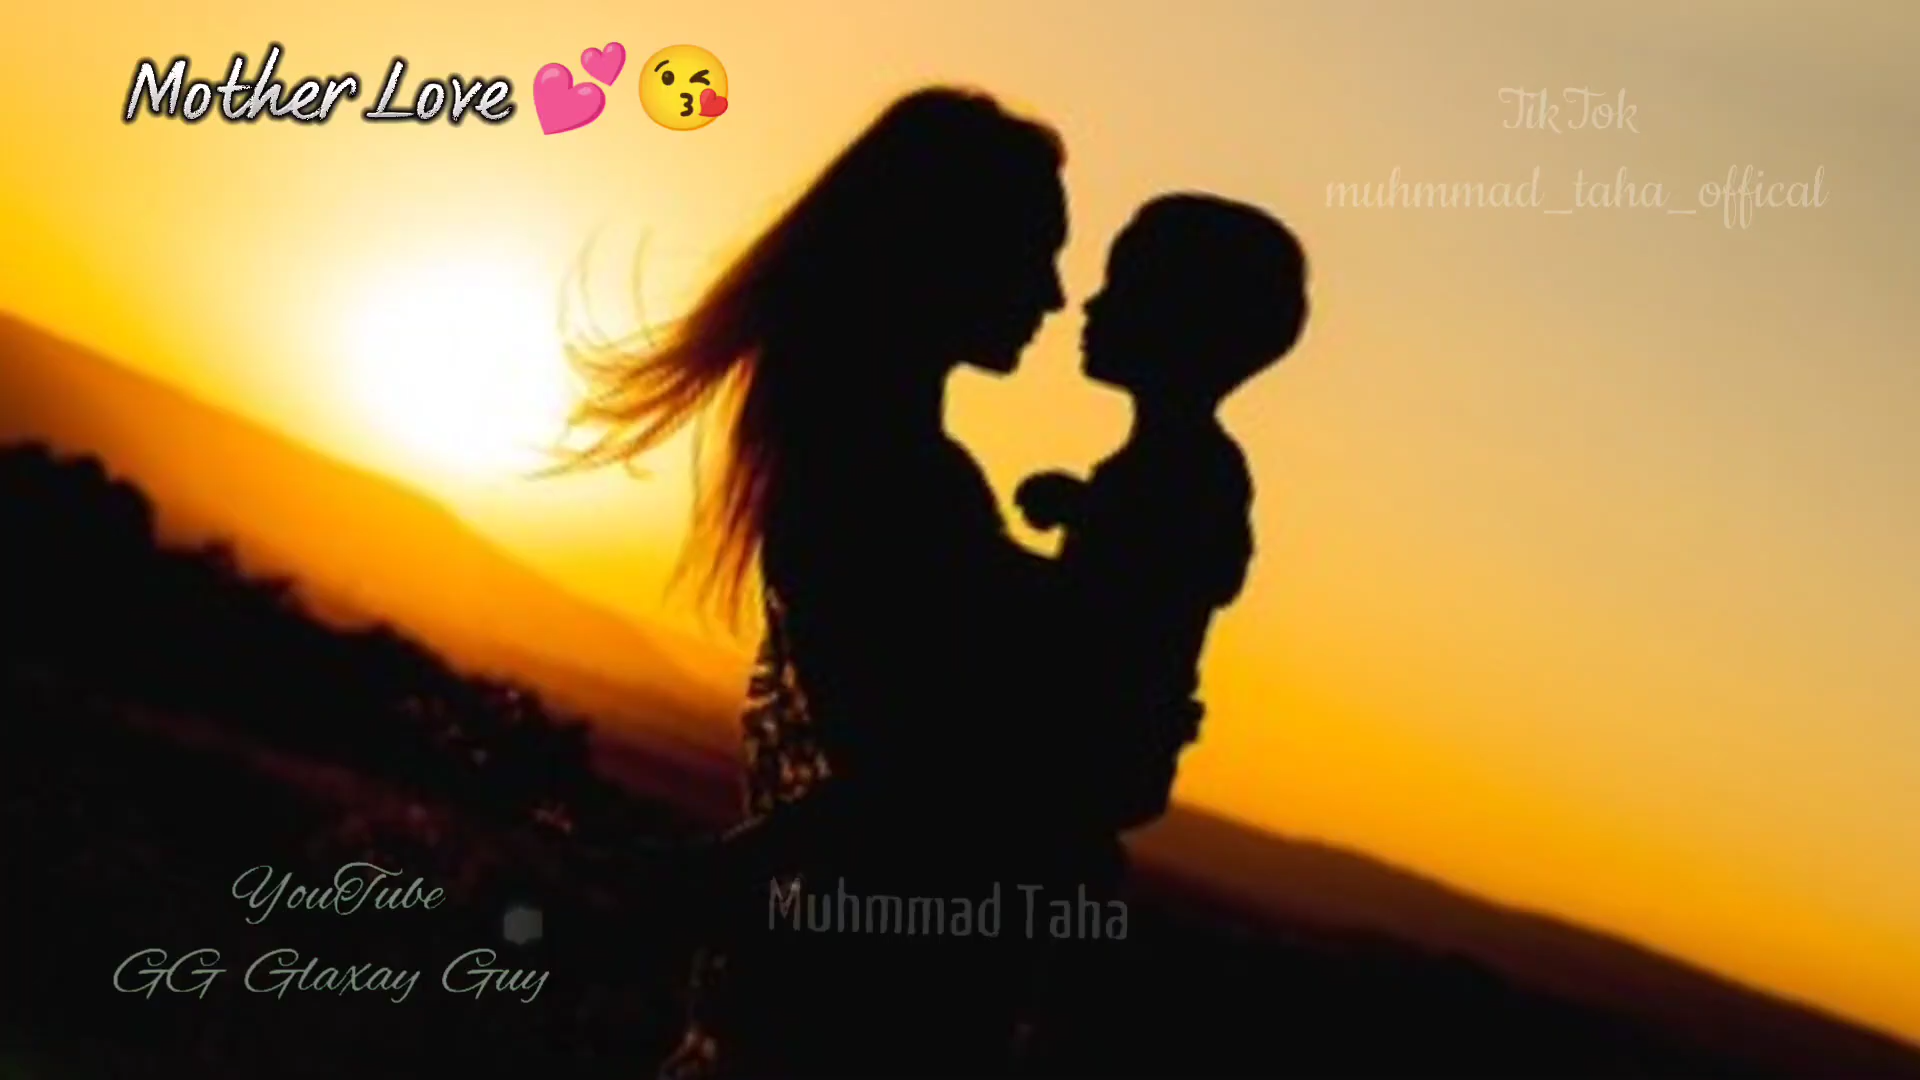 Mother Love 💕😘
TikTok
muhmmad_taha_offical
YouTube
GG Glaxay Guy
Muhmmad Taha